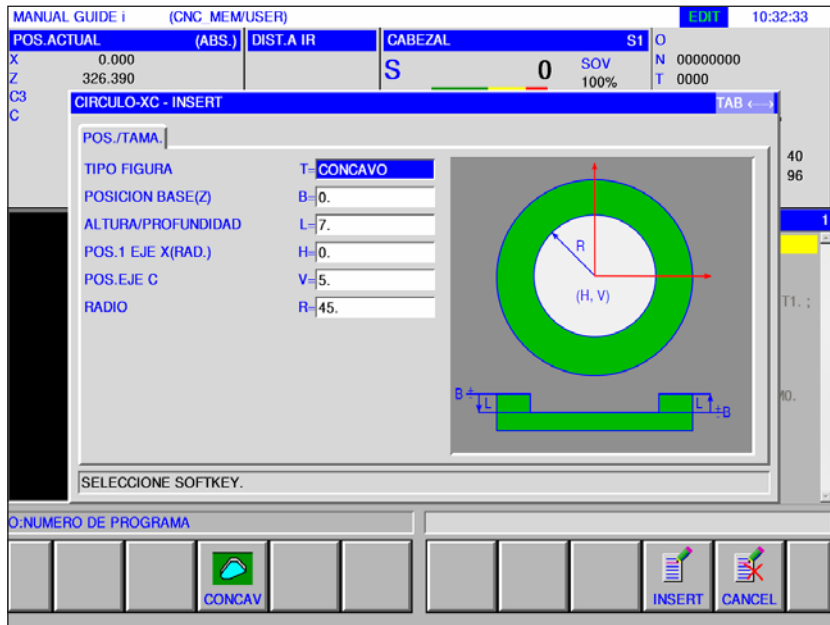 MANUAL GUIDE i (CNC_MEM/USER) EDIT 10:32:33
POS.ACTUAL (ABS.) DIST.A IR CABEZAL S1 O
X 0.000 S 0 SOV N 00000000
Z 326.390 100% T 0000
C3
C
CIRCULO-XC - INSERT TAB ←→
POS./TAMA.
TIPO FIGURA T= CONCAVO
POSICION BASE(Z) B= 0.
ALTURA/PROFUNDIDAD L= 7.
POS.1 EJE X(RAD.) H= 0.
POS.EJE C V= 5.
RADIO R= 45.
R
(H, V)
B L L B
40
96
1
T1. ;
M0.
SELECCIONE SOFTKEY.
O:NUMERO DE PROGRAMA
CONCAV INSERT CANCEL